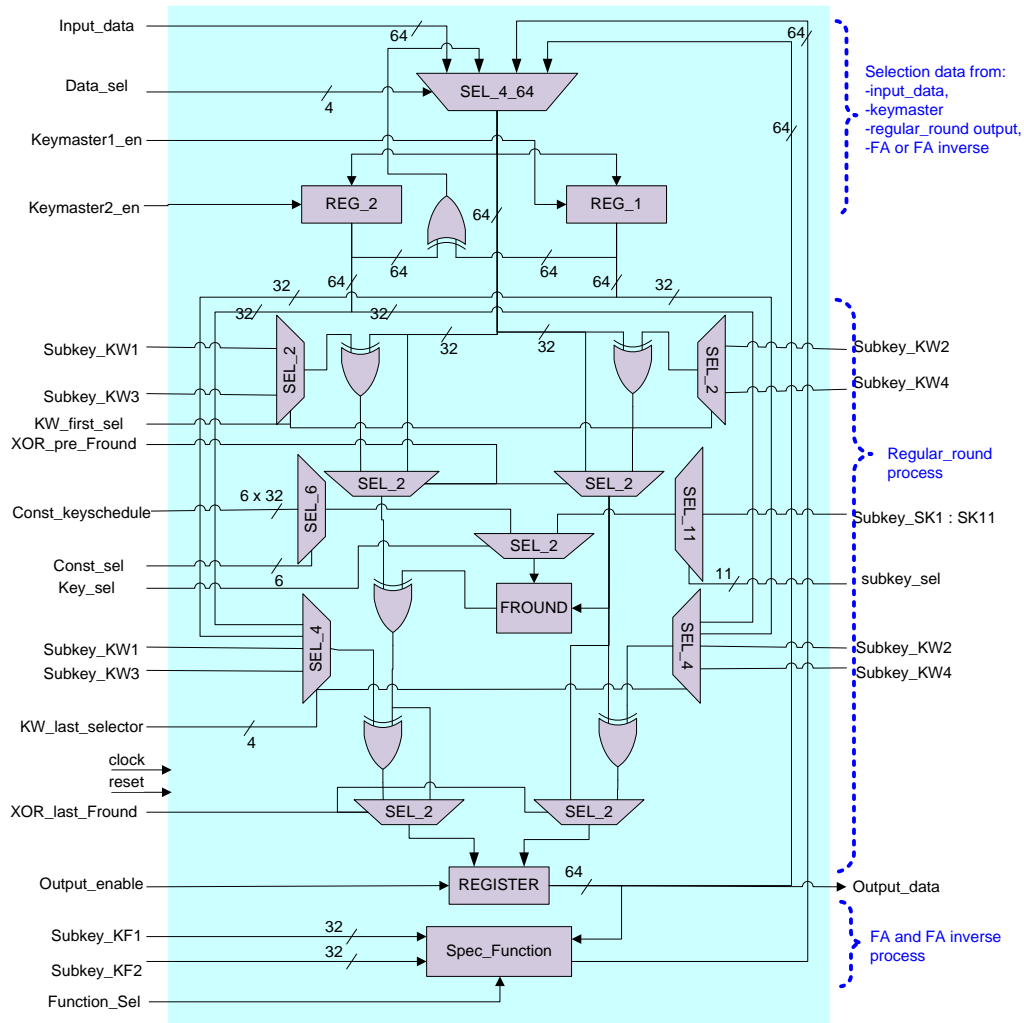 Input_data
64
64
Data_sel
4
SEL_4_64
Selection data from:
-input_data,
-keymaster
-regular_round output,
-FA or FA inverse
64
Keymaster1_en
Keymaster2_en
REG_2
REG_1
64
64
64
64
64
32
32
32
32
32
32
Subkey_KW1
SEL_2
SEL_2
Subkey_KW2
Subkey_KW3
Subkey_KW4
KW_first_sel
XOR_pre_Fround
Regular_round
process
SEL_2
SEL_2
6 x 32
SEL_6
SEL_11
Const_keyschedule
Subkey_SK1 : SK11
SEL_2
Const_sel
6
11
subkey_sel
Key_sel
FROUND
SEL_4
SEL_4
Subkey_KW1
Subkey_KW2
Subkey_KW3
Subkey_KW4
KW_last_selector
4
clock
reset
XOR_last_Fround
SEL_2
SEL_2
Output_enable
REGISTER
64
Output_data
Subkey_KF1
32
Subkey_KF2
32
Spec_Function
FA and FA inverse
process
Function_Sel